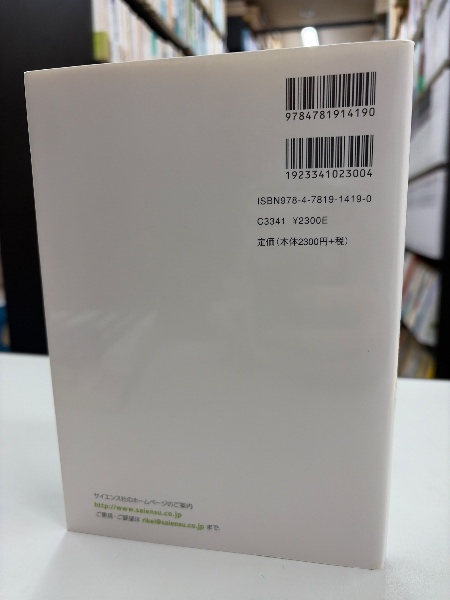 9784781914190
1923341023004
ISBN978-4-7819-1419-0
C3341 ¥2300E
定価(本体2300円+税)
サイエンス社のホームページのご案内
http://www.saiensu.co.jp
ご意見・ご要望は rikei@saiensu.co.jp まで.